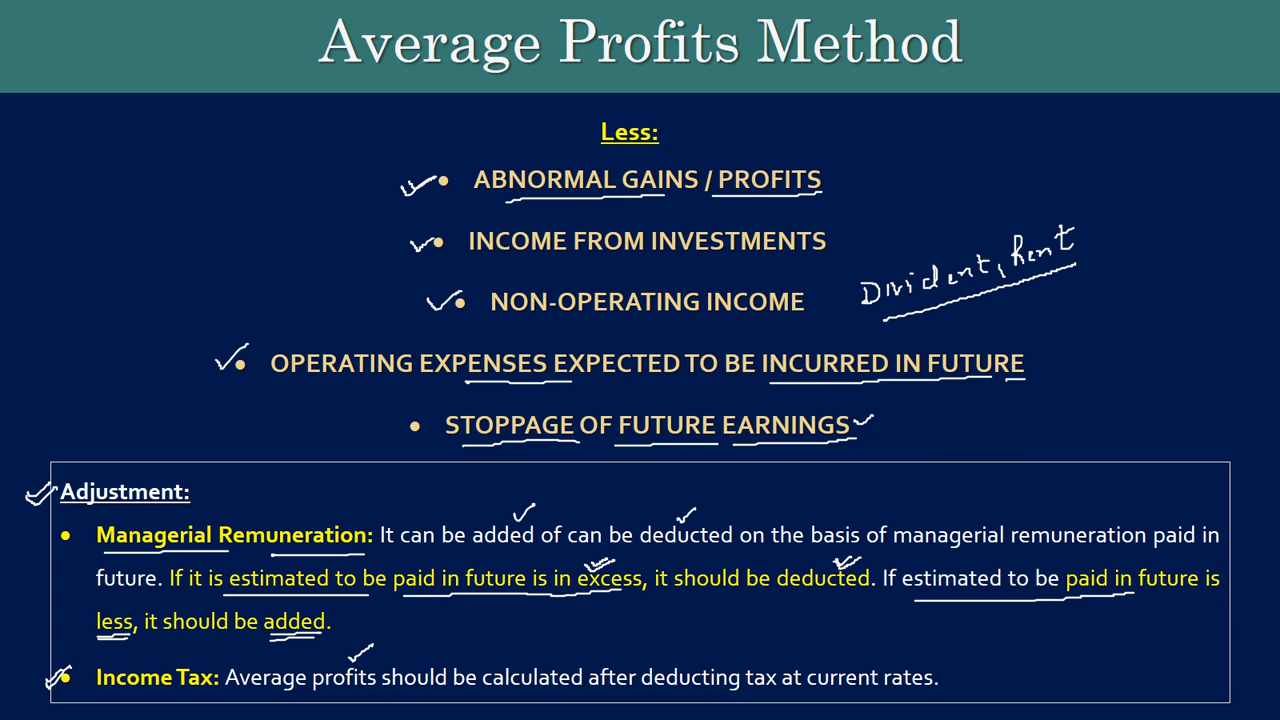 Average Profits Method
Less:
• ABNORMAL GAINS / PROFITS
• INCOME FROM INVESTMENTS
Divident, Rent
• NON-OPERATING INCOME
• OPERATING EXPENSES EXPECTED TO BE INCURRED IN FUTURE
• STOPPAGE OF FUTURE EARNINGS
Adjustment:
• Managerial Remuneration: It can be added of can be deducted on the basis of managerial remuneration paid in
future. If it is estimated to be paid in future is in excess, it should be deducted. If estimated to be paid in future is
less, it should be added.
• Income Tax: Average profits should be calculated after deducting tax at current rates.